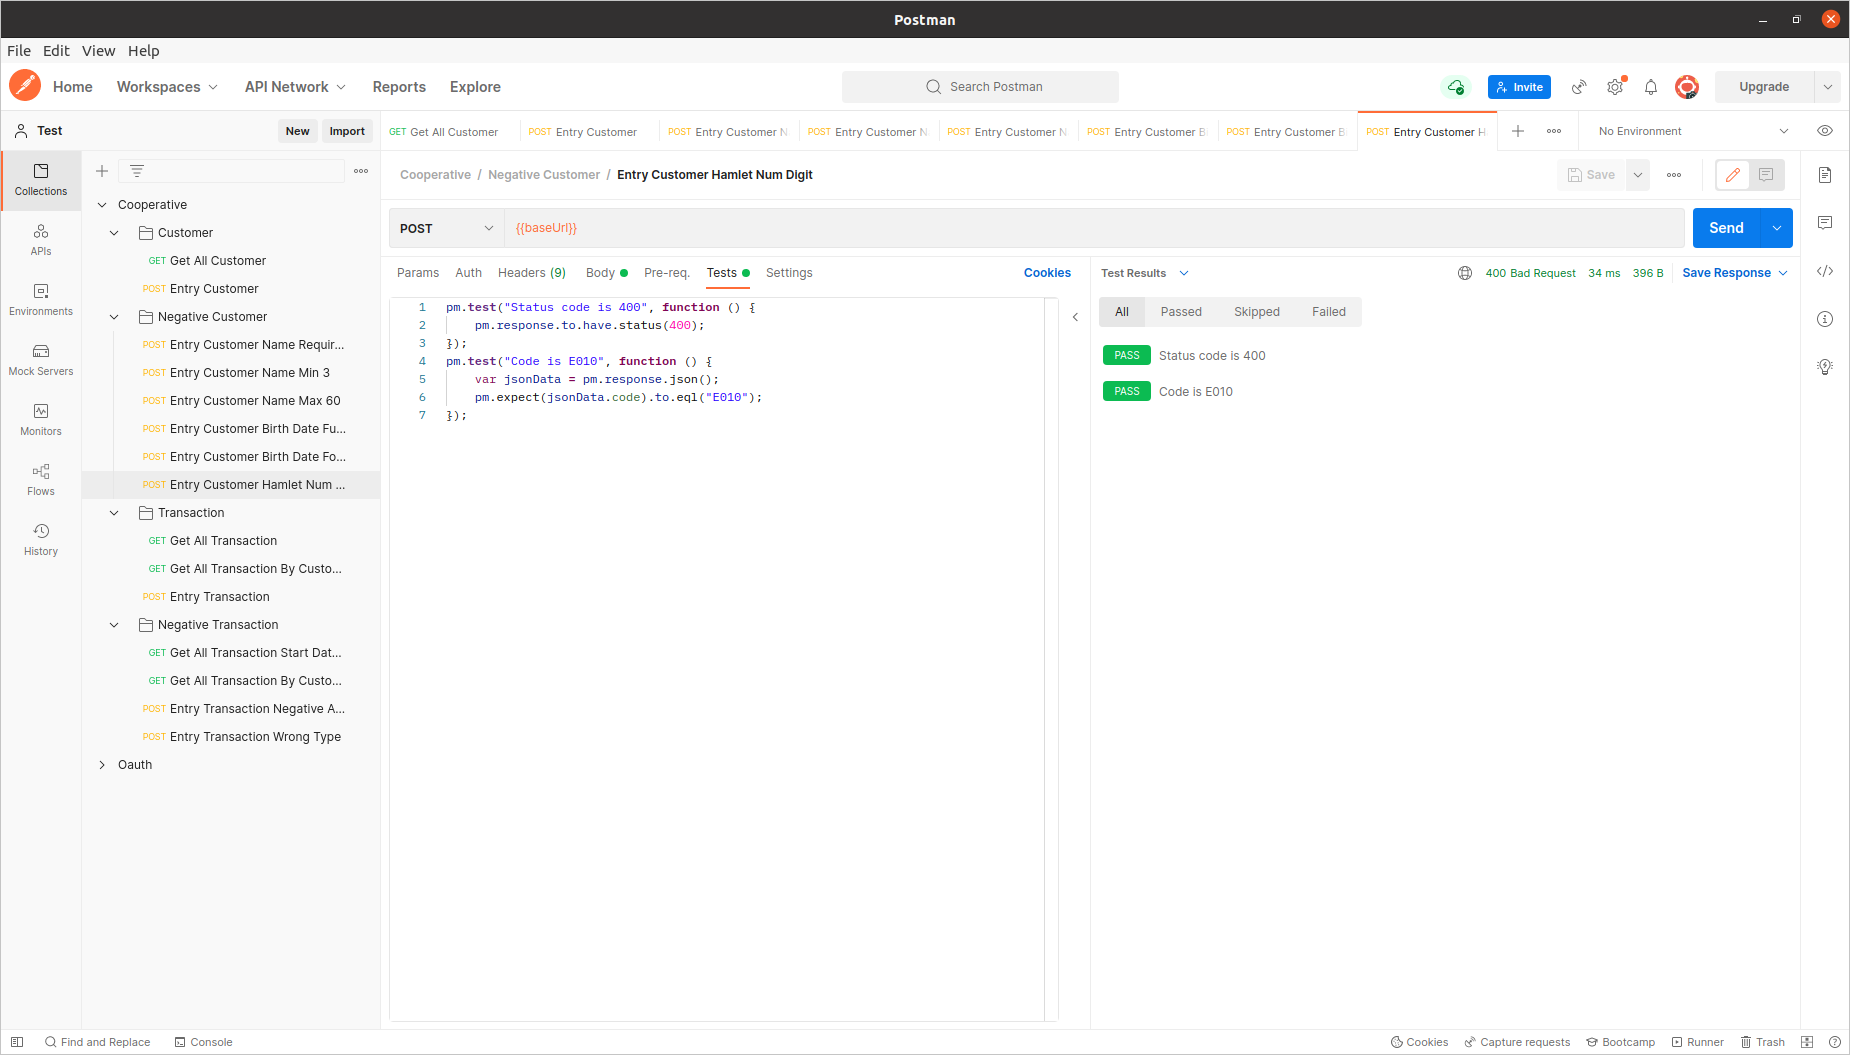 Postman
File Edit View Help
Home Workspaces API Network Reports Explore Search Postman Invite Upgrade
Test New Import
GET Get All Customer POST Entry Customer POST Entry Customer N POST Entry Customer N POST Entry Customer N POST Entry Customer B POST Entry Customer B POST Entry Customer H No Environment
Collections
APIs
Environments
Mock Servers
Monitors
Flows
History
Cooperative
Customer
GET Get All Customer
POST Entry Customer
Negative Customer
POST Entry Customer Name Requir...
POST Entry Customer Name Min 3
POST Entry Customer Name Max 60
POST Entry Customer Birth Date Fu...
POST Entry Customer Birth Date Fo...
POST Entry Customer Hamlet Num ...
Transaction
GET Get All Transaction
GET Get All Transaction By Custo...
POST Entry Transaction
Negative Transaction
GET Get All Transaction Start Dat...
GET Get All Transaction By Custo...
POST Entry Transaction Negative A...
POST Entry Transaction Wrong Type
Oauth
Cooperative / Negative Customer / Entry Customer Hamlet Num Digit Save
POST {{baseUrl}} Send
Params Auth Headers (9) Body Pre-req. Tests Settings Cookies
1 pm.test("Status code is 400", function () {
2 pm.response.to.have.status(400);
3 });
4 pm.test("Code is E010", function () {
5 var jsonData = pm.response.json();
6 pm.expect(jsonData.code).to.eql("E010");
7 });
Test Results 400 Bad Request 34 ms 396 B Save Response
All Passed Skipped Failed
PASS Status code is 400
PASS Code is E010
Find and Replace Console Cookies Capture requests Bootcamp Runner Trash